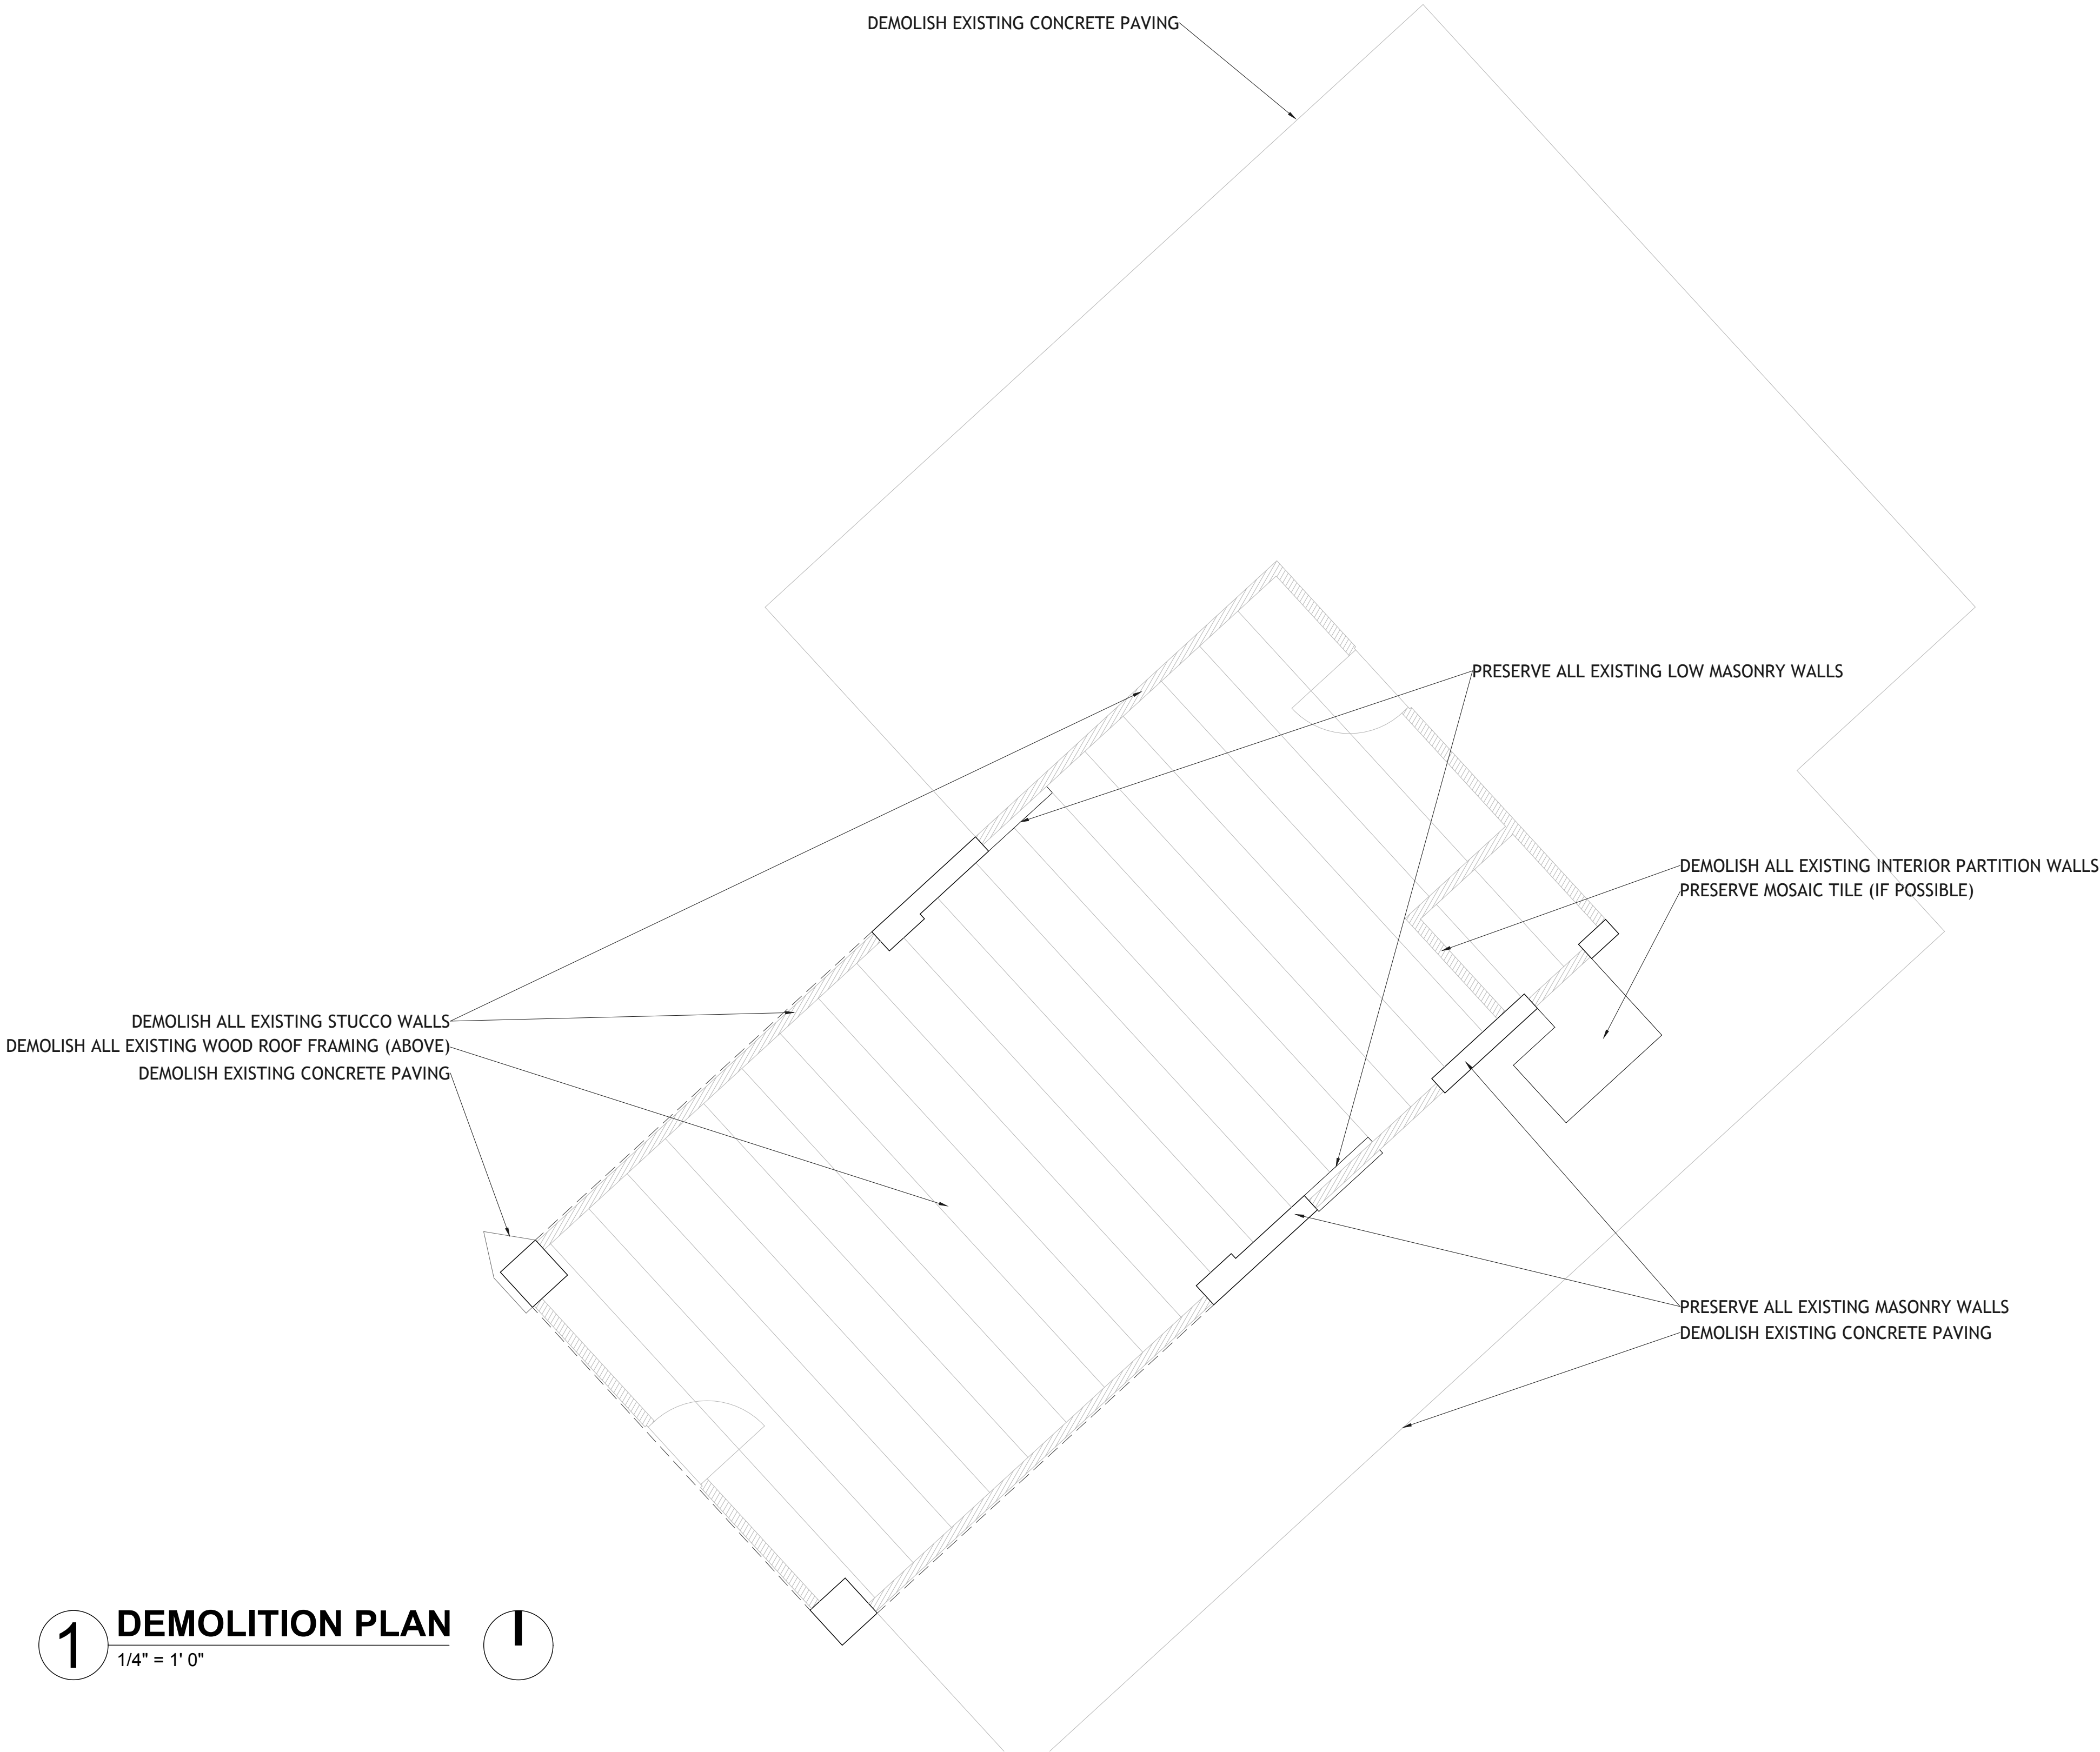 DEMOLISH EXISTING CONCRETE PAVING
PRESERVE ALL EXISTING LOW MASONRY WALLS
DEMOLISH ALL EXISTING INTERIOR PARTITION WALLS
PRESERVE MOSAIC TILE (IF POSSIBLE)
DEMOLISH ALL EXISTING STUCCO WALLS
DEMOLISH ALL EXISTING WOOD ROOF FRAMING (ABOVE)
DEMOLISH EXISTING CONCRETE PAVING
PRESERVE ALL EXISTING MASONRY WALLS
DEMOLISH EXISTING CONCRETE PAVING
1 DEMOLITION PLAN
1/4" = 1' 0"